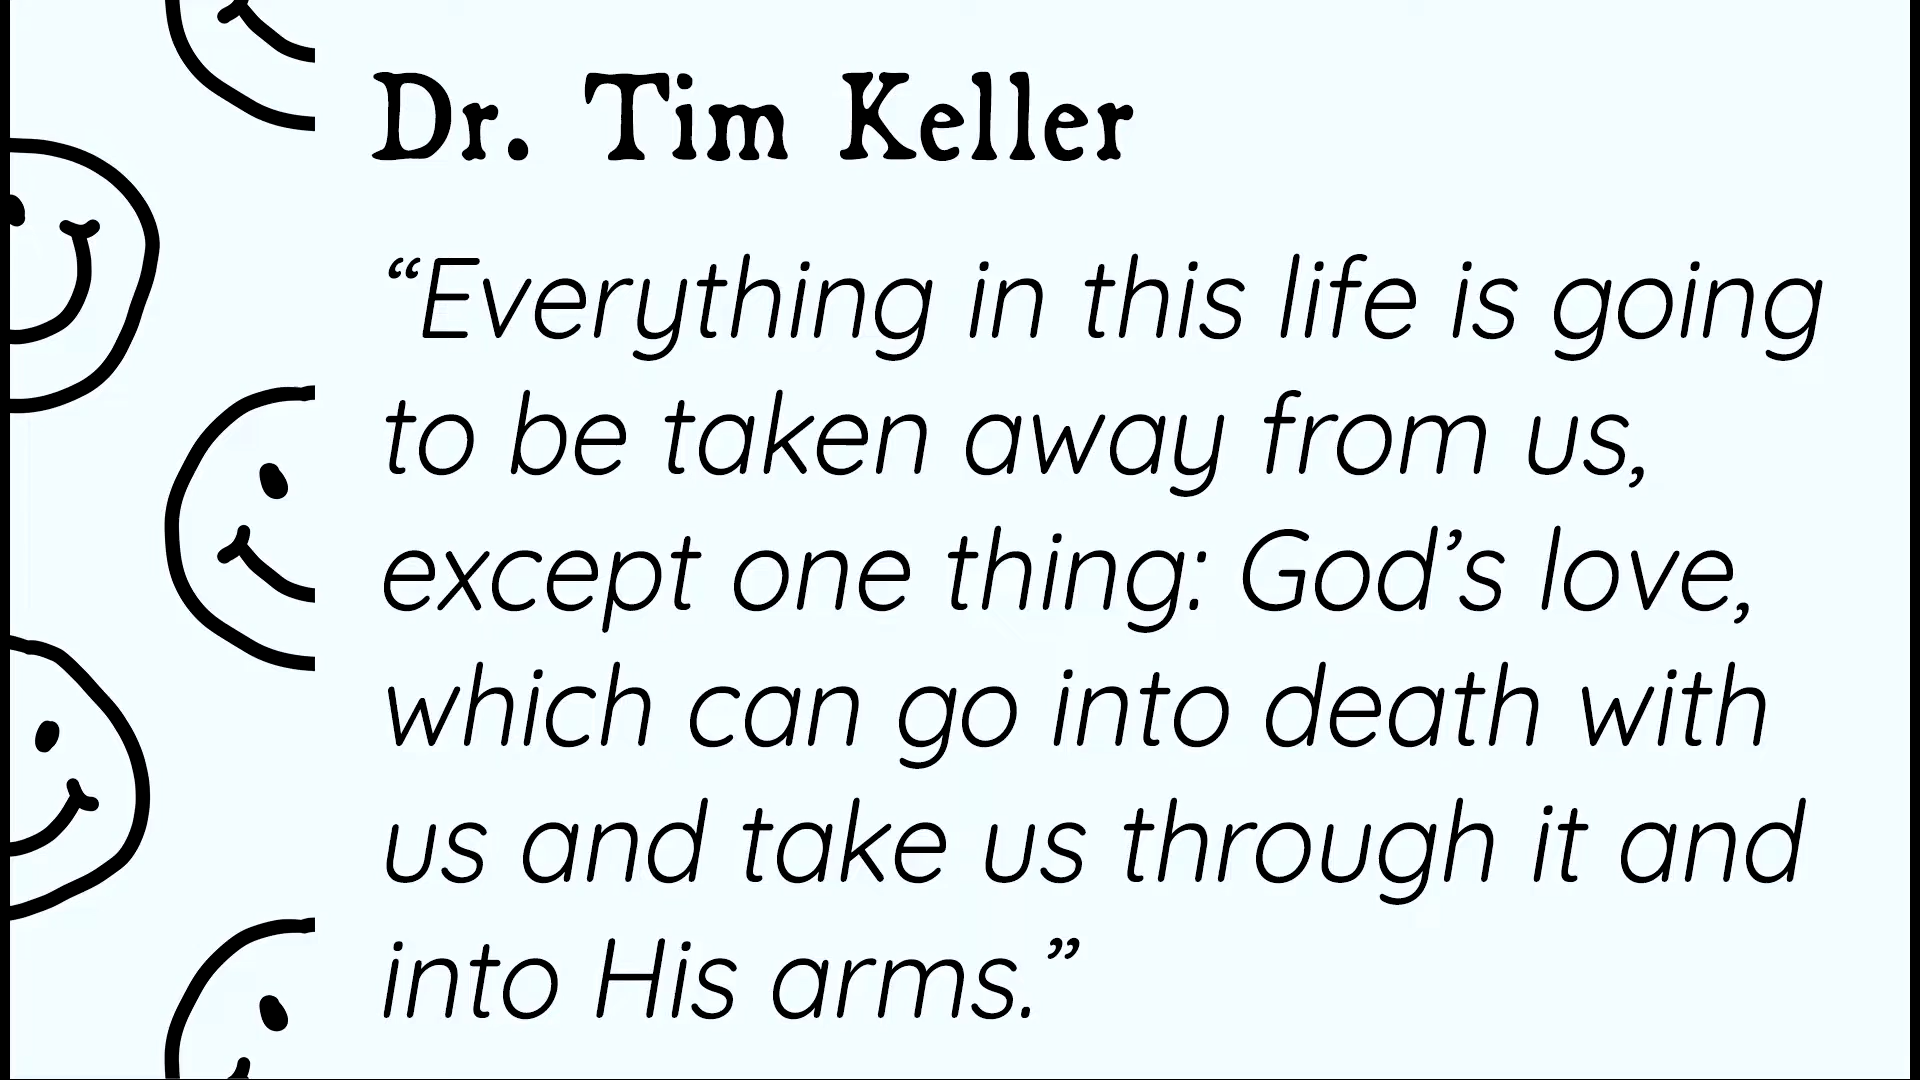 Dr. Tim Keller
“Everything in this life is going
to be taken away from us,
except one thing: God’s love,
which can go into death with
us and take us through it and
into His arms.”